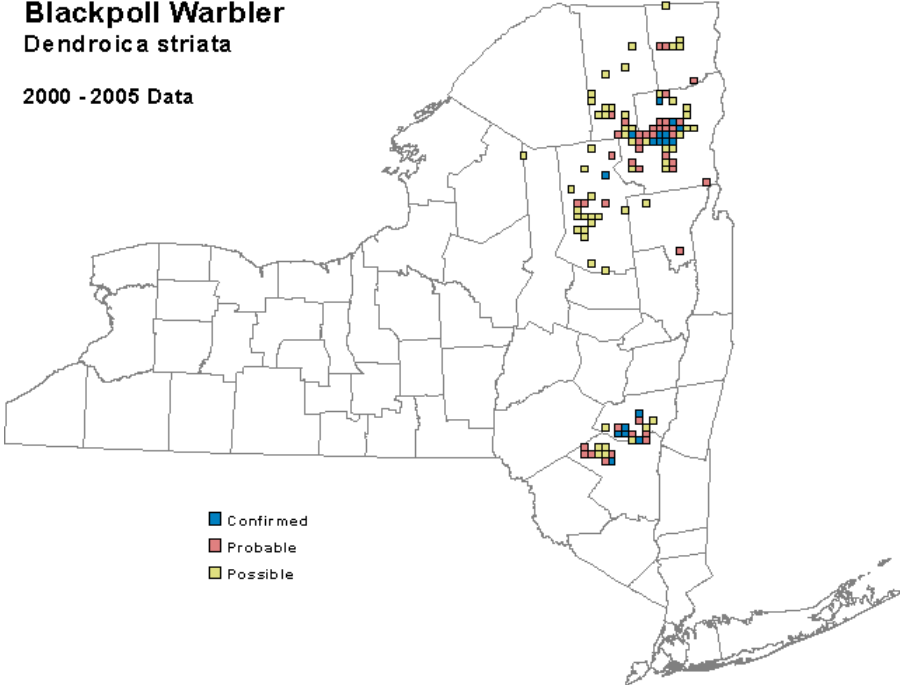 Blackpoll Warbler
Dendroica striata
2000 - 2005 Data
Confirmed
Probable
Possible